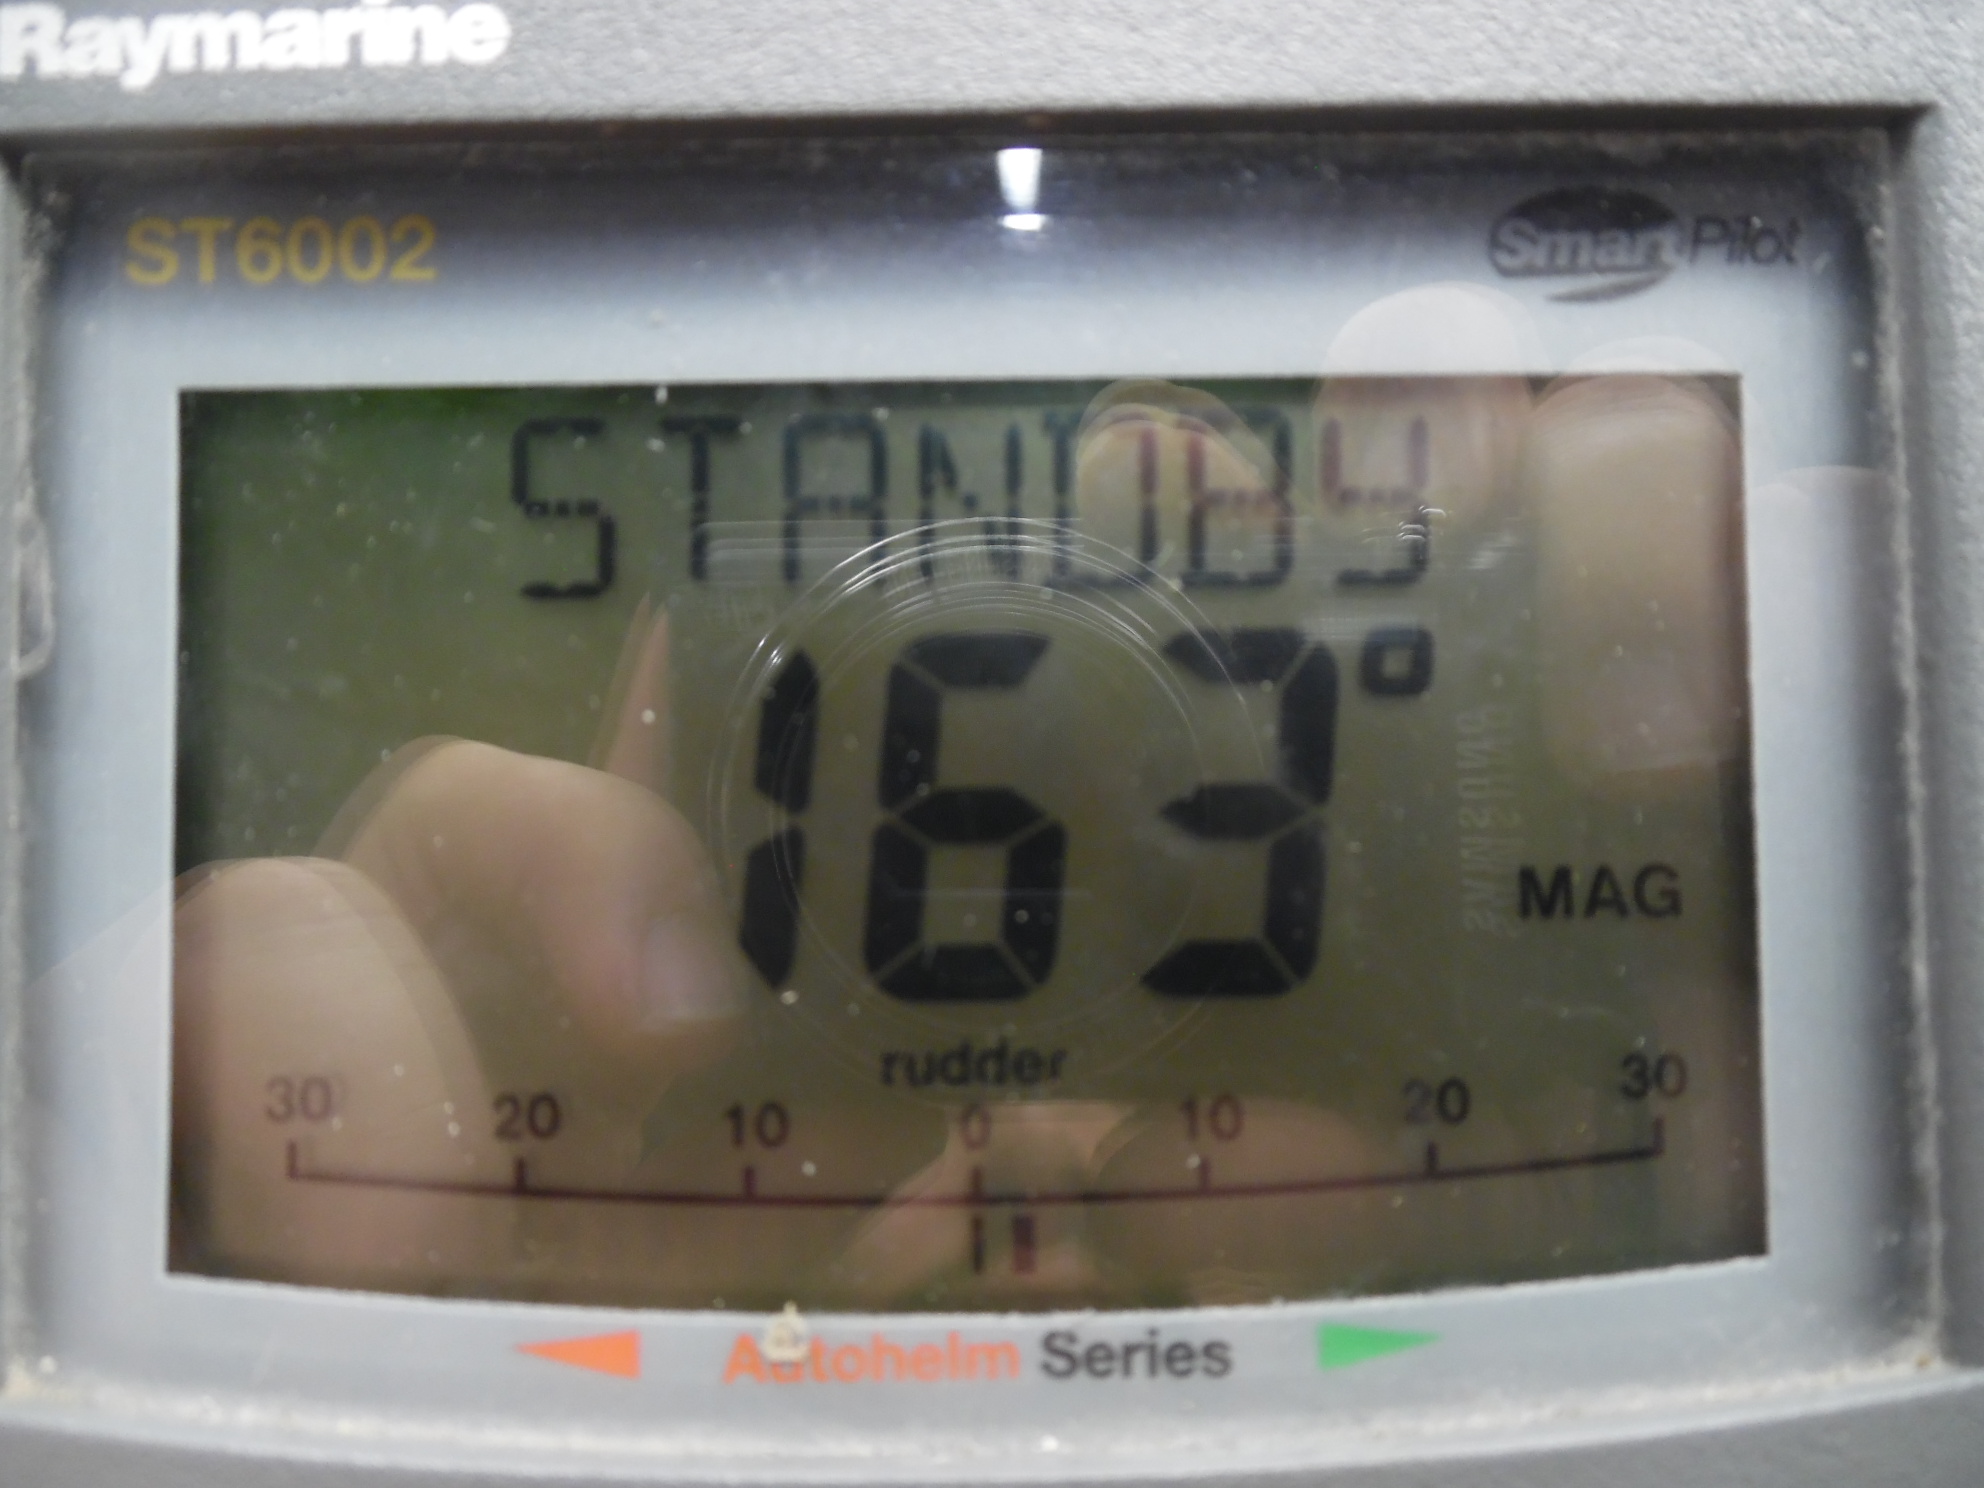 Raymarine
ST6002
SmartPilot
STANDBY
163°
MAG
rudder
30 20 10 0 10 20 30
Autohelm Series